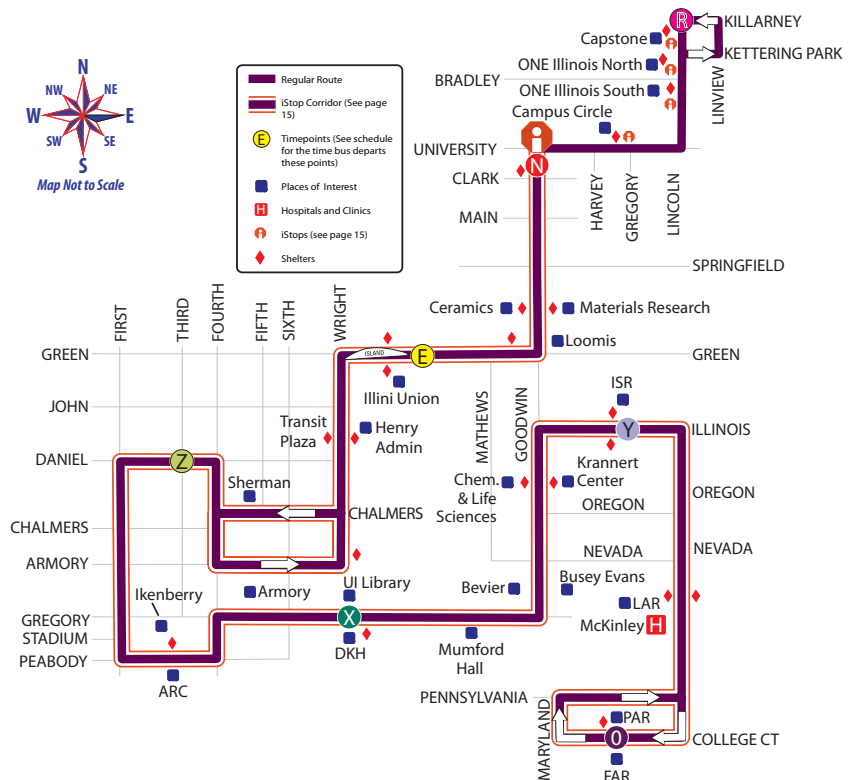 R
KILLARNEY
Capstone
KETTERING PARK
ONE Illinois North
BRADLEY
ONE Illinois South
LINVIEW
Campus Circle
N
NW
NE
W
E
SW
SE
S
Map Not to Scale
Regular Route
iStop Corridor (See page
15)
E
Timepoints (See schedule
for the time bus departs
these points)
Places of Interest
H
Hospitals and Clinics
iStops (see page 15)
Shelters
UNIVERSITY
N
CLARK
MAIN
HARVEY
GREGORY
LINCOLN
SPRINGFIELD
Ceramics
Materials Research
FIRST
THIRD
FOURTH
FIFTH
SIXTH
WRIGHT
Loomis
GREEN
ISLAND
E
GREEN
Illini Union
ISR
JOHN
MATHEWS
GOODWIN
Transit
Plaza
Henry
Admin
Y
ILLINOIS
DANIEL
Z
Sherman
Krannert
Center
Chem.
& Life
Sciences
OREGON
OREGON
CHALMERS
CHALMERS
NEVADA
NEVADA
ARMORY
Ikenberry
Armory
UI Library
Bevier
Busey Evans
LAR
GREGORY
X
McKinley
H
STADIUM
DKH
Mumford
Hall
PEABODY
ARC
PENNSYLVANIA
MARYLAND
PAR
O
COLLEGE CT
FAR